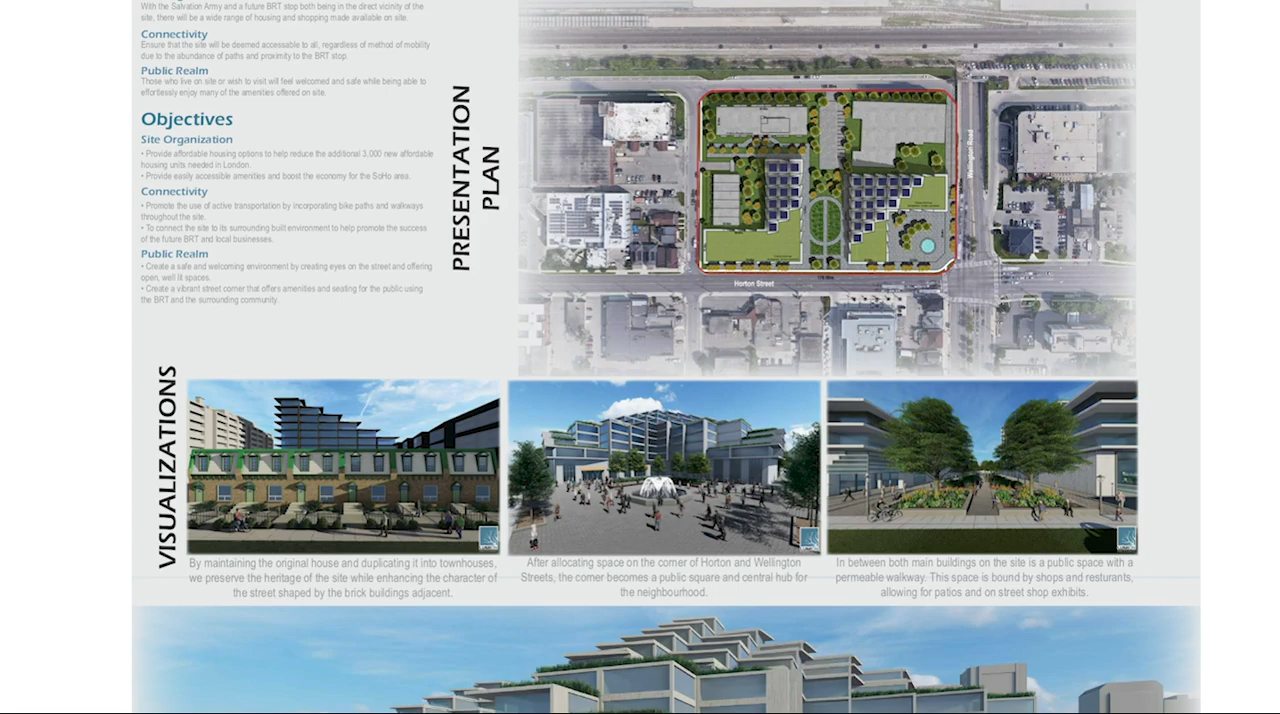 With the Salvation Army and a future BRT stop both being in the direct vicinity of the
site, there will be a wide range of housing and shopping made available on site.
Connectivity
Ensure that the site will be deemed accessable to all, regardless of method of mobility
due to the abundance of paths and proximity to the BRT stop.
Public Realm
Those who live on site or wish to visit will feel welcomed and safe while being able to
effortlessly enjoy many of the amenities offered on site.
Objectives
Site Organization
• Provide affordable housing options to help reduce the additional 3,000 new affordable
housing units needed in London.
• Provide easily accessible amenities and boost the economy for the SoHo area.
Connectivity
• Promote the use of active transportation by incorporating bike paths and walkways
throughout the site.
• To connect the site to its surrounding built environment to help promote the success
of the future BRT and local businesses.
Public Realm
• Create a safe and welcoming environment by creating eyes on the street and offering
open, well lit spaces.
• Create a vibrant street corner that offers amenities and seating for the public using
the BRT and the surrounding community.
PRESENTATION
PLAN
Wellington Road
Horton Street
VISUALIZATIONS
By maintaining the original house and duplicating it into townhouses,
we preserve the heritage of the site while enhancing the character of
the street shaped by the brick buildings adjacent.
After allocating space on the corner of Horton and Wellington
Streets, the corner becomes a public square and central hub for
the neighbourhood.
In between both main buildings on the site is a public space with a
permeable walkway. This space is bound by shops and resturants,
allowing for patios and on street shop exhibits.